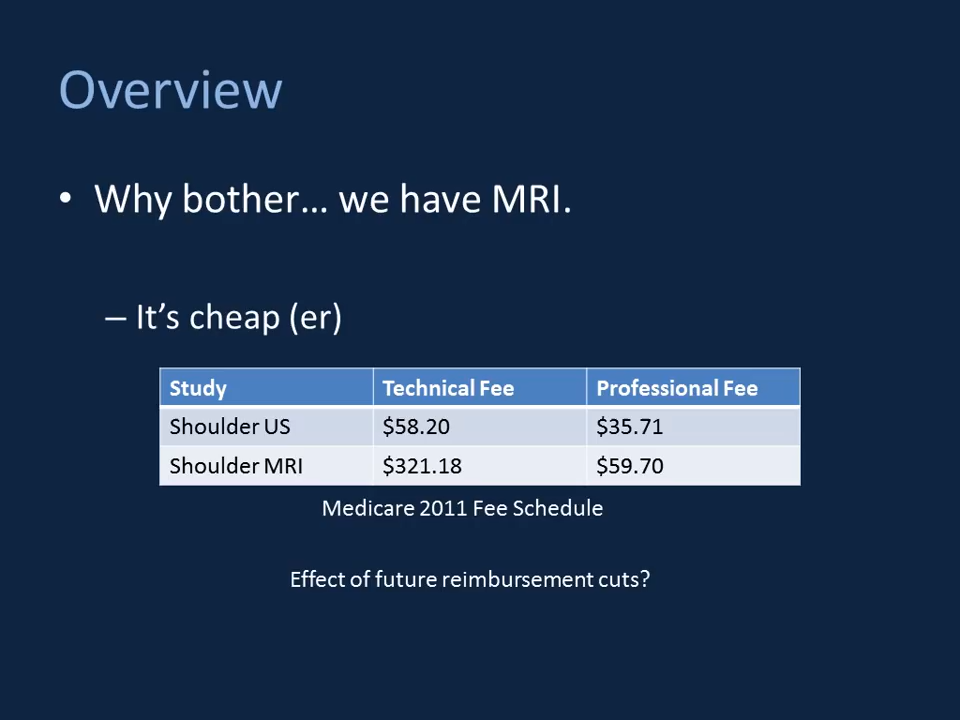 Overview
• Why bother… we have MRI.
– It's cheap (er)
Study Technical Fee Professional Fee
Shoulder US $58.20 $35.71
Shoulder MRI $321.18 $59.70
Medicare 2011 Fee Schedule
Effect of future reimbursement cuts?